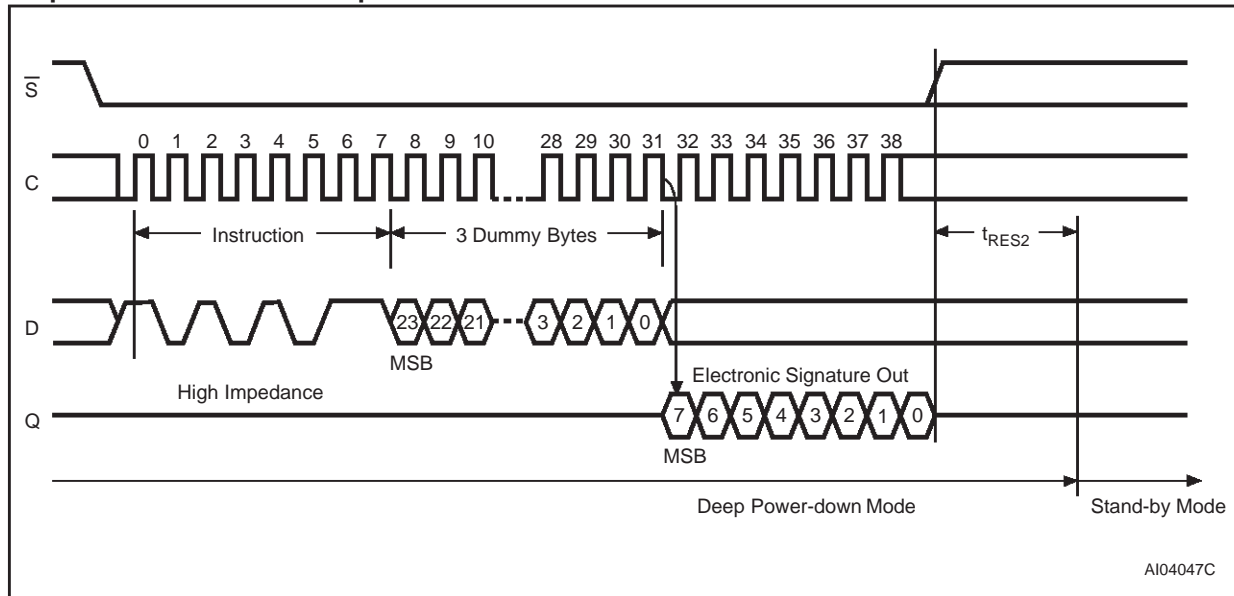 S
0 1 2 3 4 5 6 7 8 9 10 28 29 30 31 32 33 34 35 36 37 38
C
Instruction 3 Dummy Bytes tRES2
D 23 22 21 3 2 1 0
MSB
High Impedance Electronic Signature Out
Q 7 6 5 4 3 2 1 0
MSB
Deep Power-down Mode Stand-by Mode
AI04047C